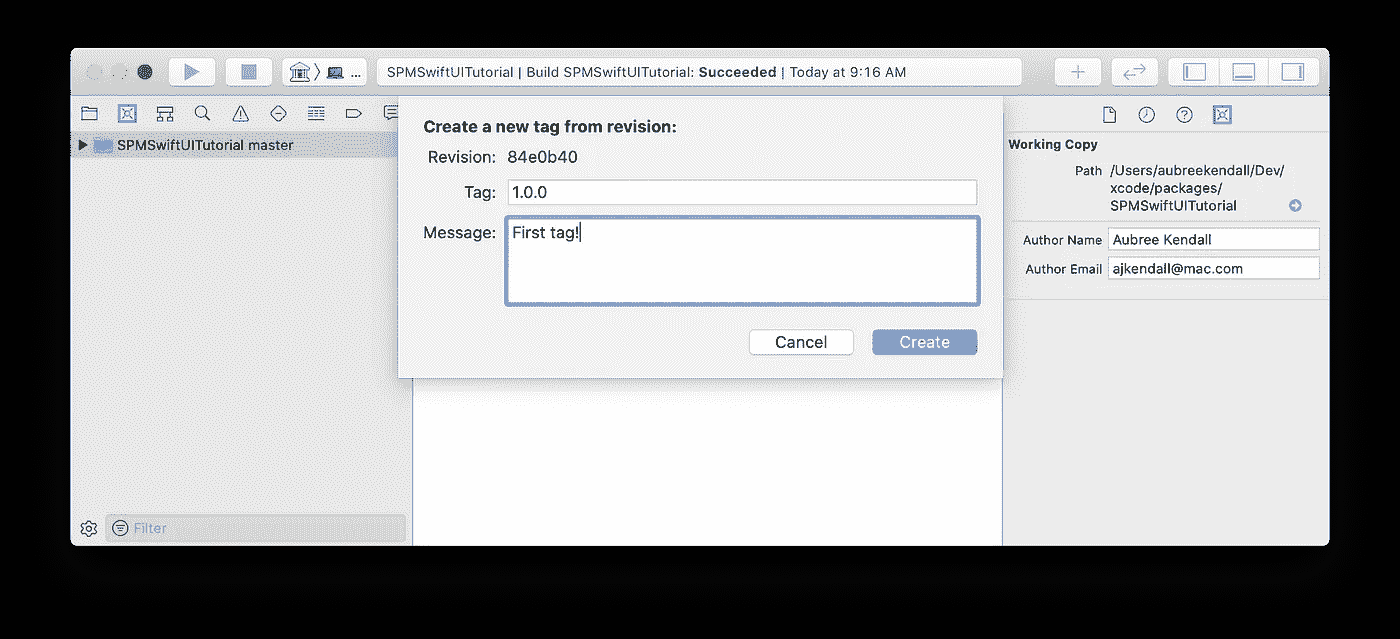 SPMSwiftUITutorial | Build SPMSwiftUITutorial: Succeeded | Today at 9:16 AM
SPMSwiftUITutorial master
Create a new tag from revision:
Revision: 84e0b40
Tag: 1.0.0
Message: First tag!
Cancel Create
Working Copy
Path /Users/aubreekendall/Dev/
xcode/packages/
SPMSwiftUITutorial
Author Name Aubree Kendall
Author Email ajkendall@mac.com
Filter